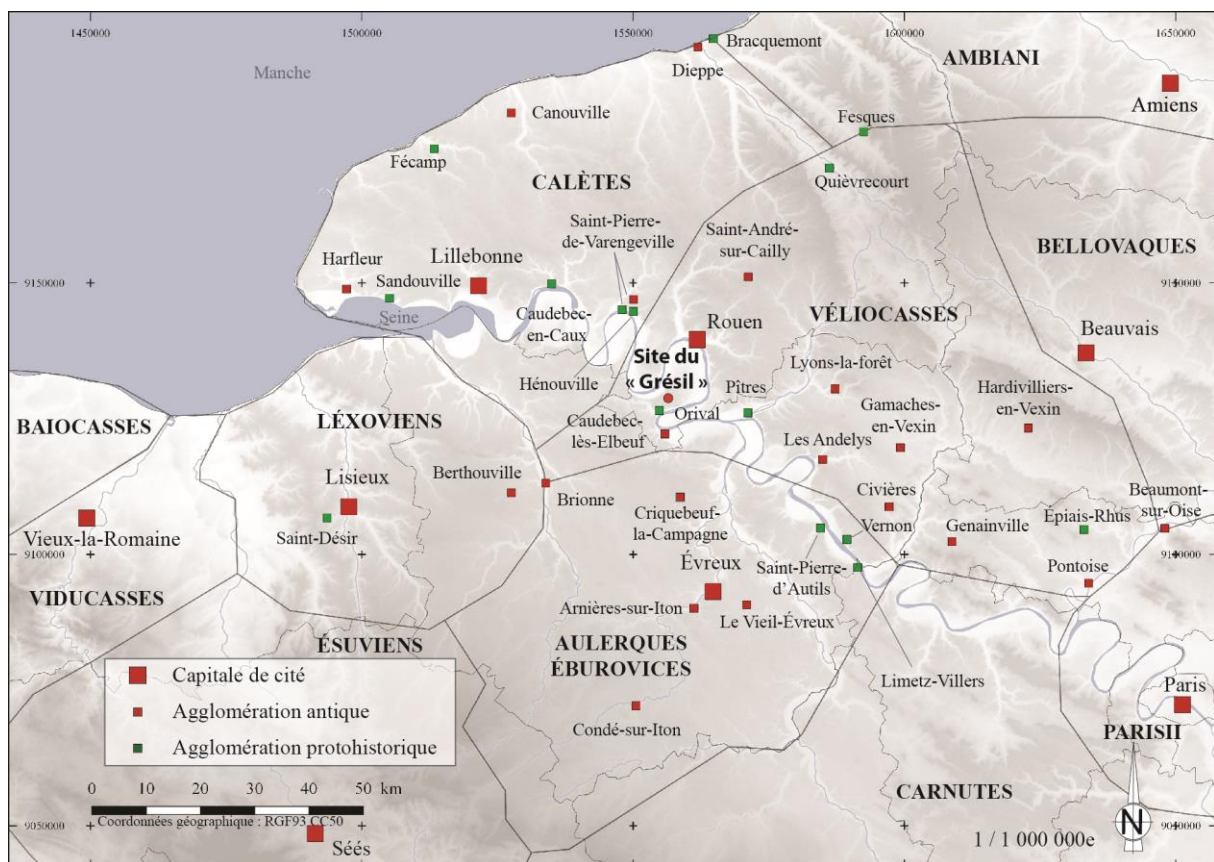 1450000
1500000
1550000
1600000
1650000
Manche
Bracquemont
Dieppe
AMBIANI
Amiens
Canouville
Fesques
Fécamp
Quièvrecourt
CALÈTES
Saint-Pierre-
de-Varengeville
Saint-André-
sur-Cailly
BELLOVAQUES
Harfleur
Lillebonne
Sandouville
9150000
9150000
Seine
Caudebec-
en-Caux
Rouen
VÉLIOCASSES
Beauvais
Hénouville
Site du
« Grésil »
Lyons-la-forêt
Pîtres
Hardivilliers-
en-Vexin
BAIOCASSES
LÉXOVIENS
Caudebec-
lès-Elbeuf
Orival
Gamaches-
en-Vexin
Les Andelys
Lisieux
Berthouville
Brionne
Criquebeuf-
la-Campagne
Civières
Vernon
Genainville
Épiais-Rhus
Beaumont-
sur-Oise
Vieux-la-Romaine
Saint-Désir
9100000
9100000
Évreux
Saint-Pierre-
d'Autils
Pontoise
VIDUCASSES
Arnières-sur-Iton
Le Vieil-Évreux
ÉSUVIENS
AULERQUES
ÉBUROVICES
Limetz-Villers
Capitale de cité
Agglomération antique
Agglomération protohistorique
Condé-sur-Iton
Paris
PARISII
0 10 20 30 40 50 km
Coordonnées géographique : RGF93 CC50
CARNUTES
9050000
9050000
Séés
1 / 1 000 000e
N